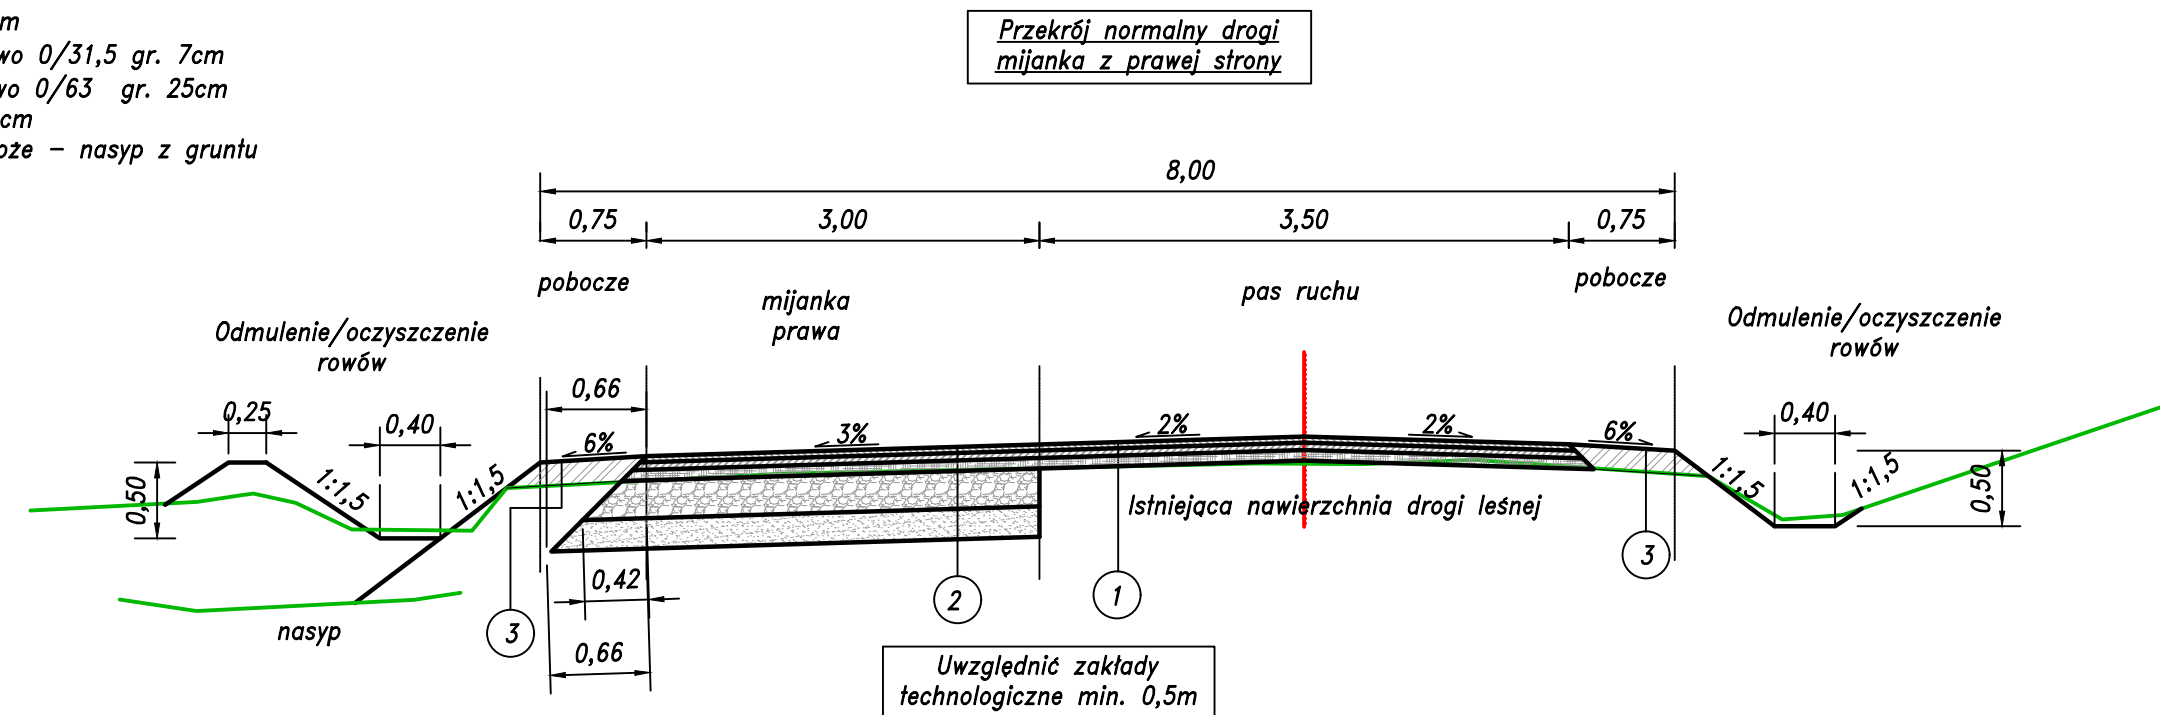 m
wo 0/31,5 gr. 7cm
wo 0/63 gr. 25cm
cm
oże – nasyp z gruntu
Przekrój normalny drogi
mijanka z prawej strony
8,00
0,75
3,00
3,50
0,75
pobocze
mijanka
prawa
pas ruchu
pobocze
Odmulenie/oczyszczenie
rowów
Odmulenie/oczyszczenie
rowów
0,66
0,25
0,40
6%
3%
2%
2%
6%
0,40
0,50
1:1,5
1:1,5
1:1,5
1:1,5
0,50
Istniejąca nawierzchnia drogi leśnej
0,42
2
1
3
3
nasyp
0,66
Uwzględnić zakłady
technologiczne min. 0,5m